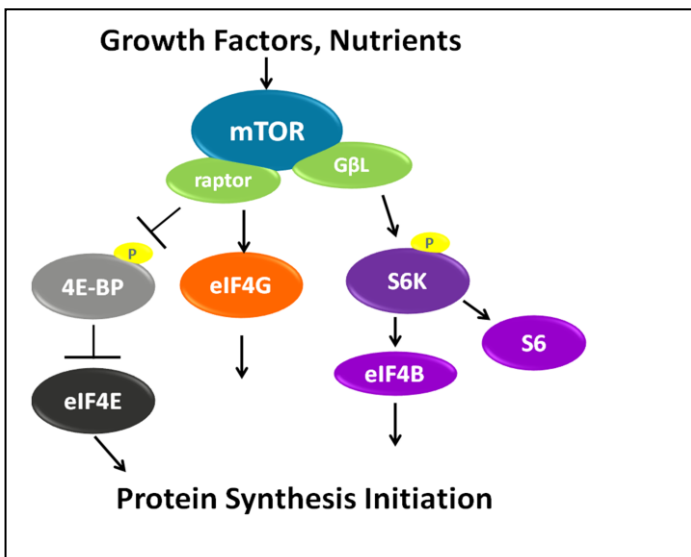 Growth Factors, Nutrients
mTOR
raptor
GβL
P
P
4E-BP
eIF4G
S6K
S6
eIF4E
eIF4B
Protein Synthesis Initiation